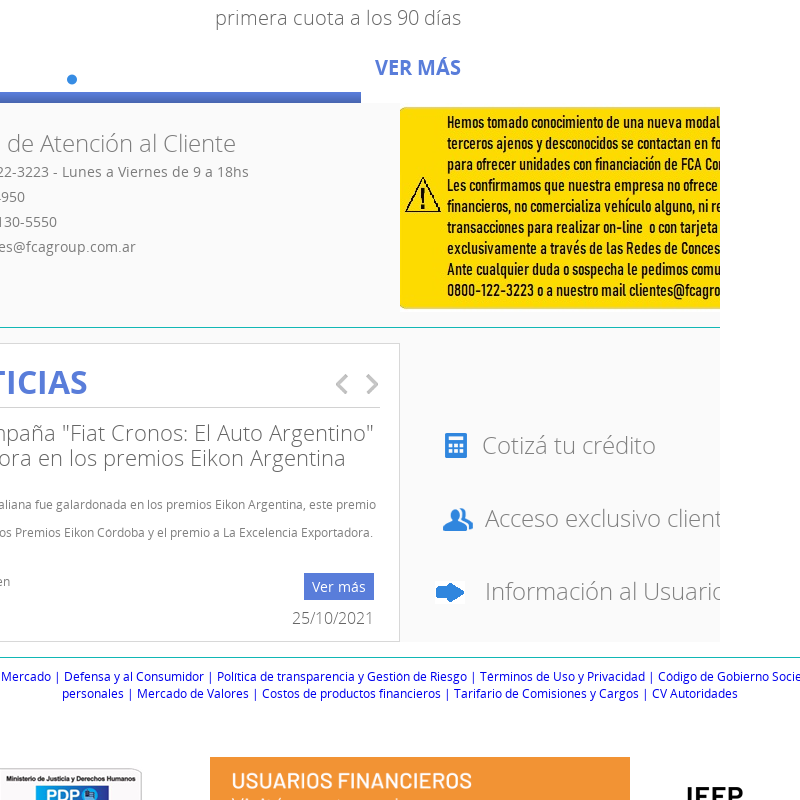 primera cuota a los 90 días
VER MÁS
de Atención al Cliente
22-3223 - Lunes a Viernes de 9 a 18hs
950
130-5550
es@fcagroup.com.ar
Hemos tomado conocimiento de una nueva modal
terceros ajenos y desconocidos se contactan en fo
para ofrecer unidades con financiación de FCA Co
Les confirmamos que nuestra empresa no ofrece
financieros, no comercializa vehículo alguno, ni re
transacciones para realizar on-line o con tarjeta
exclusivamente a través de las Redes de Conces
Ante cualquier duda o sospecha le pedimos comu
0800-122-3223 o a nuestro mail clientes@fcagro
TICIAS
mpaña "Fiat Cronos: El Auto Argentino"
ora en los premios Eikon Argentina
aliana fue galardonada en los premios Eikon Argentina, este premio
os Premios Eikon Córdoba y el premio a La Excelencia Exportadora.
en
Ver más
25/10/2021
Cotizá tu crédito
Acceso exclusivo client
Información al Usuario
Mercado | Defensa y al Consumidor | Política de transparencia y Gestión de Riesgo | Términos de Uso y Privacidad | Código de Gobierno Socie
personales | Mercado de Valores | Costos de productos financieros | Tarifario de Comisiones y Cargos | CV Autoridades
Ministerio de Justicia y Derechos Humanos
PDP
USUARIOS FINANCIEROS